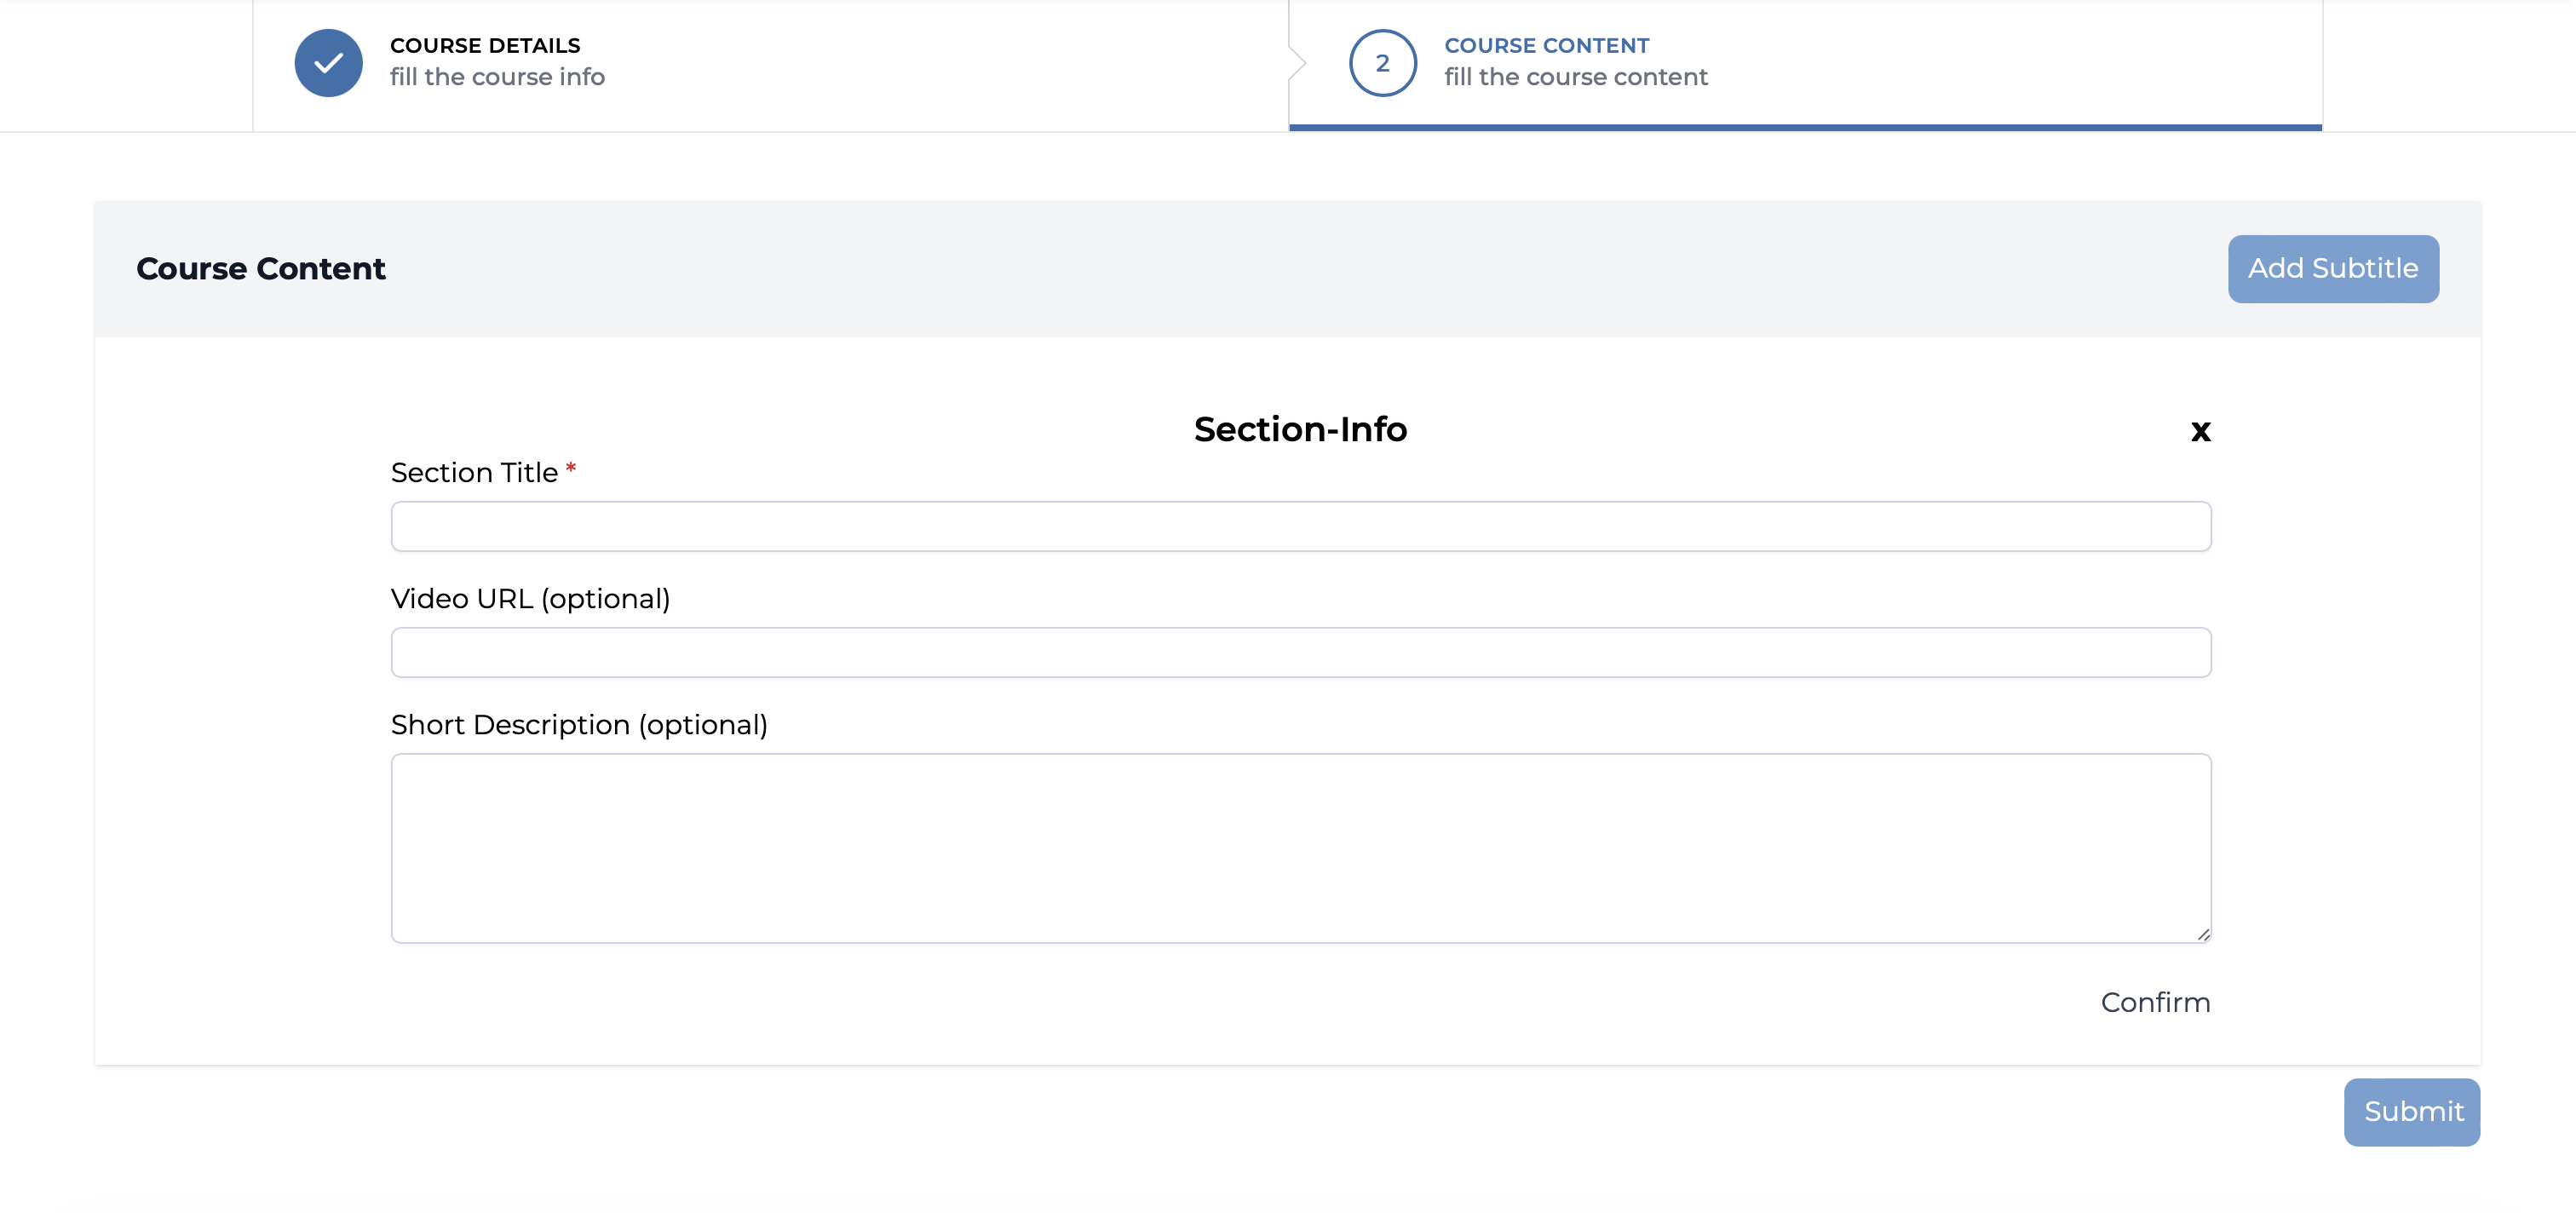 COURSE DETAILS
fill the course info
2
COURSE CONTENT
fill the course content
Course Content
Add Subtitle
Section-Info
x
Section Title *
Video URL (optional)
Short Description (optional)
Confirm
Submit